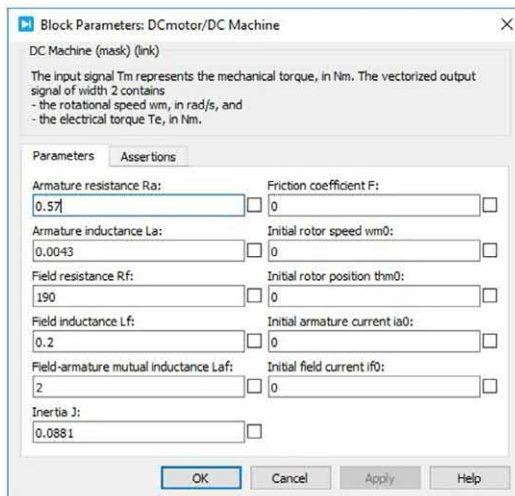 Block Parameters: DCmotor/DC Machine
DC Machine (mask) (link)
The input signal Tm represents the mechanical torque, in Nm. The vectorized output
signal of width 2 contains
- the rotational speed wm, in rad/s, and
- the electrical torque Te, in Nm.
Parameters Assertions
Armature resistance Ra:
0.57
Armature inductance La:
0.0043
Field resistance Rf:
190
Field inductance Lf:
0.2
Field-armature mutual inductance Laf:
2
Inertia J:
0.0881
Friction coefficient F:
0
Initial rotor speed wm0:
0
Initial rotor position thm0:
0
Initial armature current ia0:
0
Initial field current if0:
0
OK Cancel Apply Help